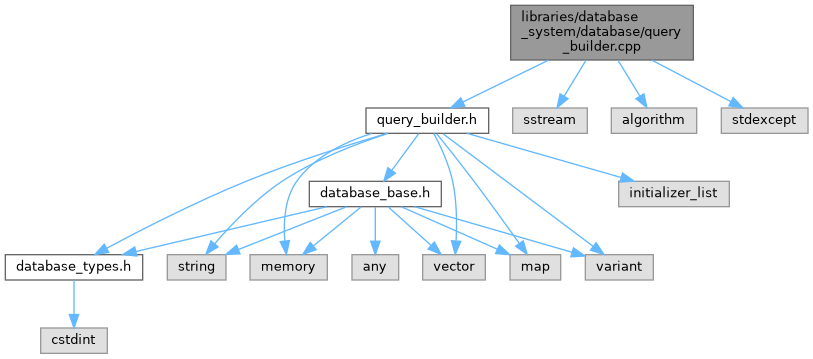 libraries/database
_system/database/query
_builder.cpp
query_builder.h
sstream
algorithm
stdexcept
database_base.h
initializer_list
database_types.h
string
memory
any
vector
map
variant
cstdint